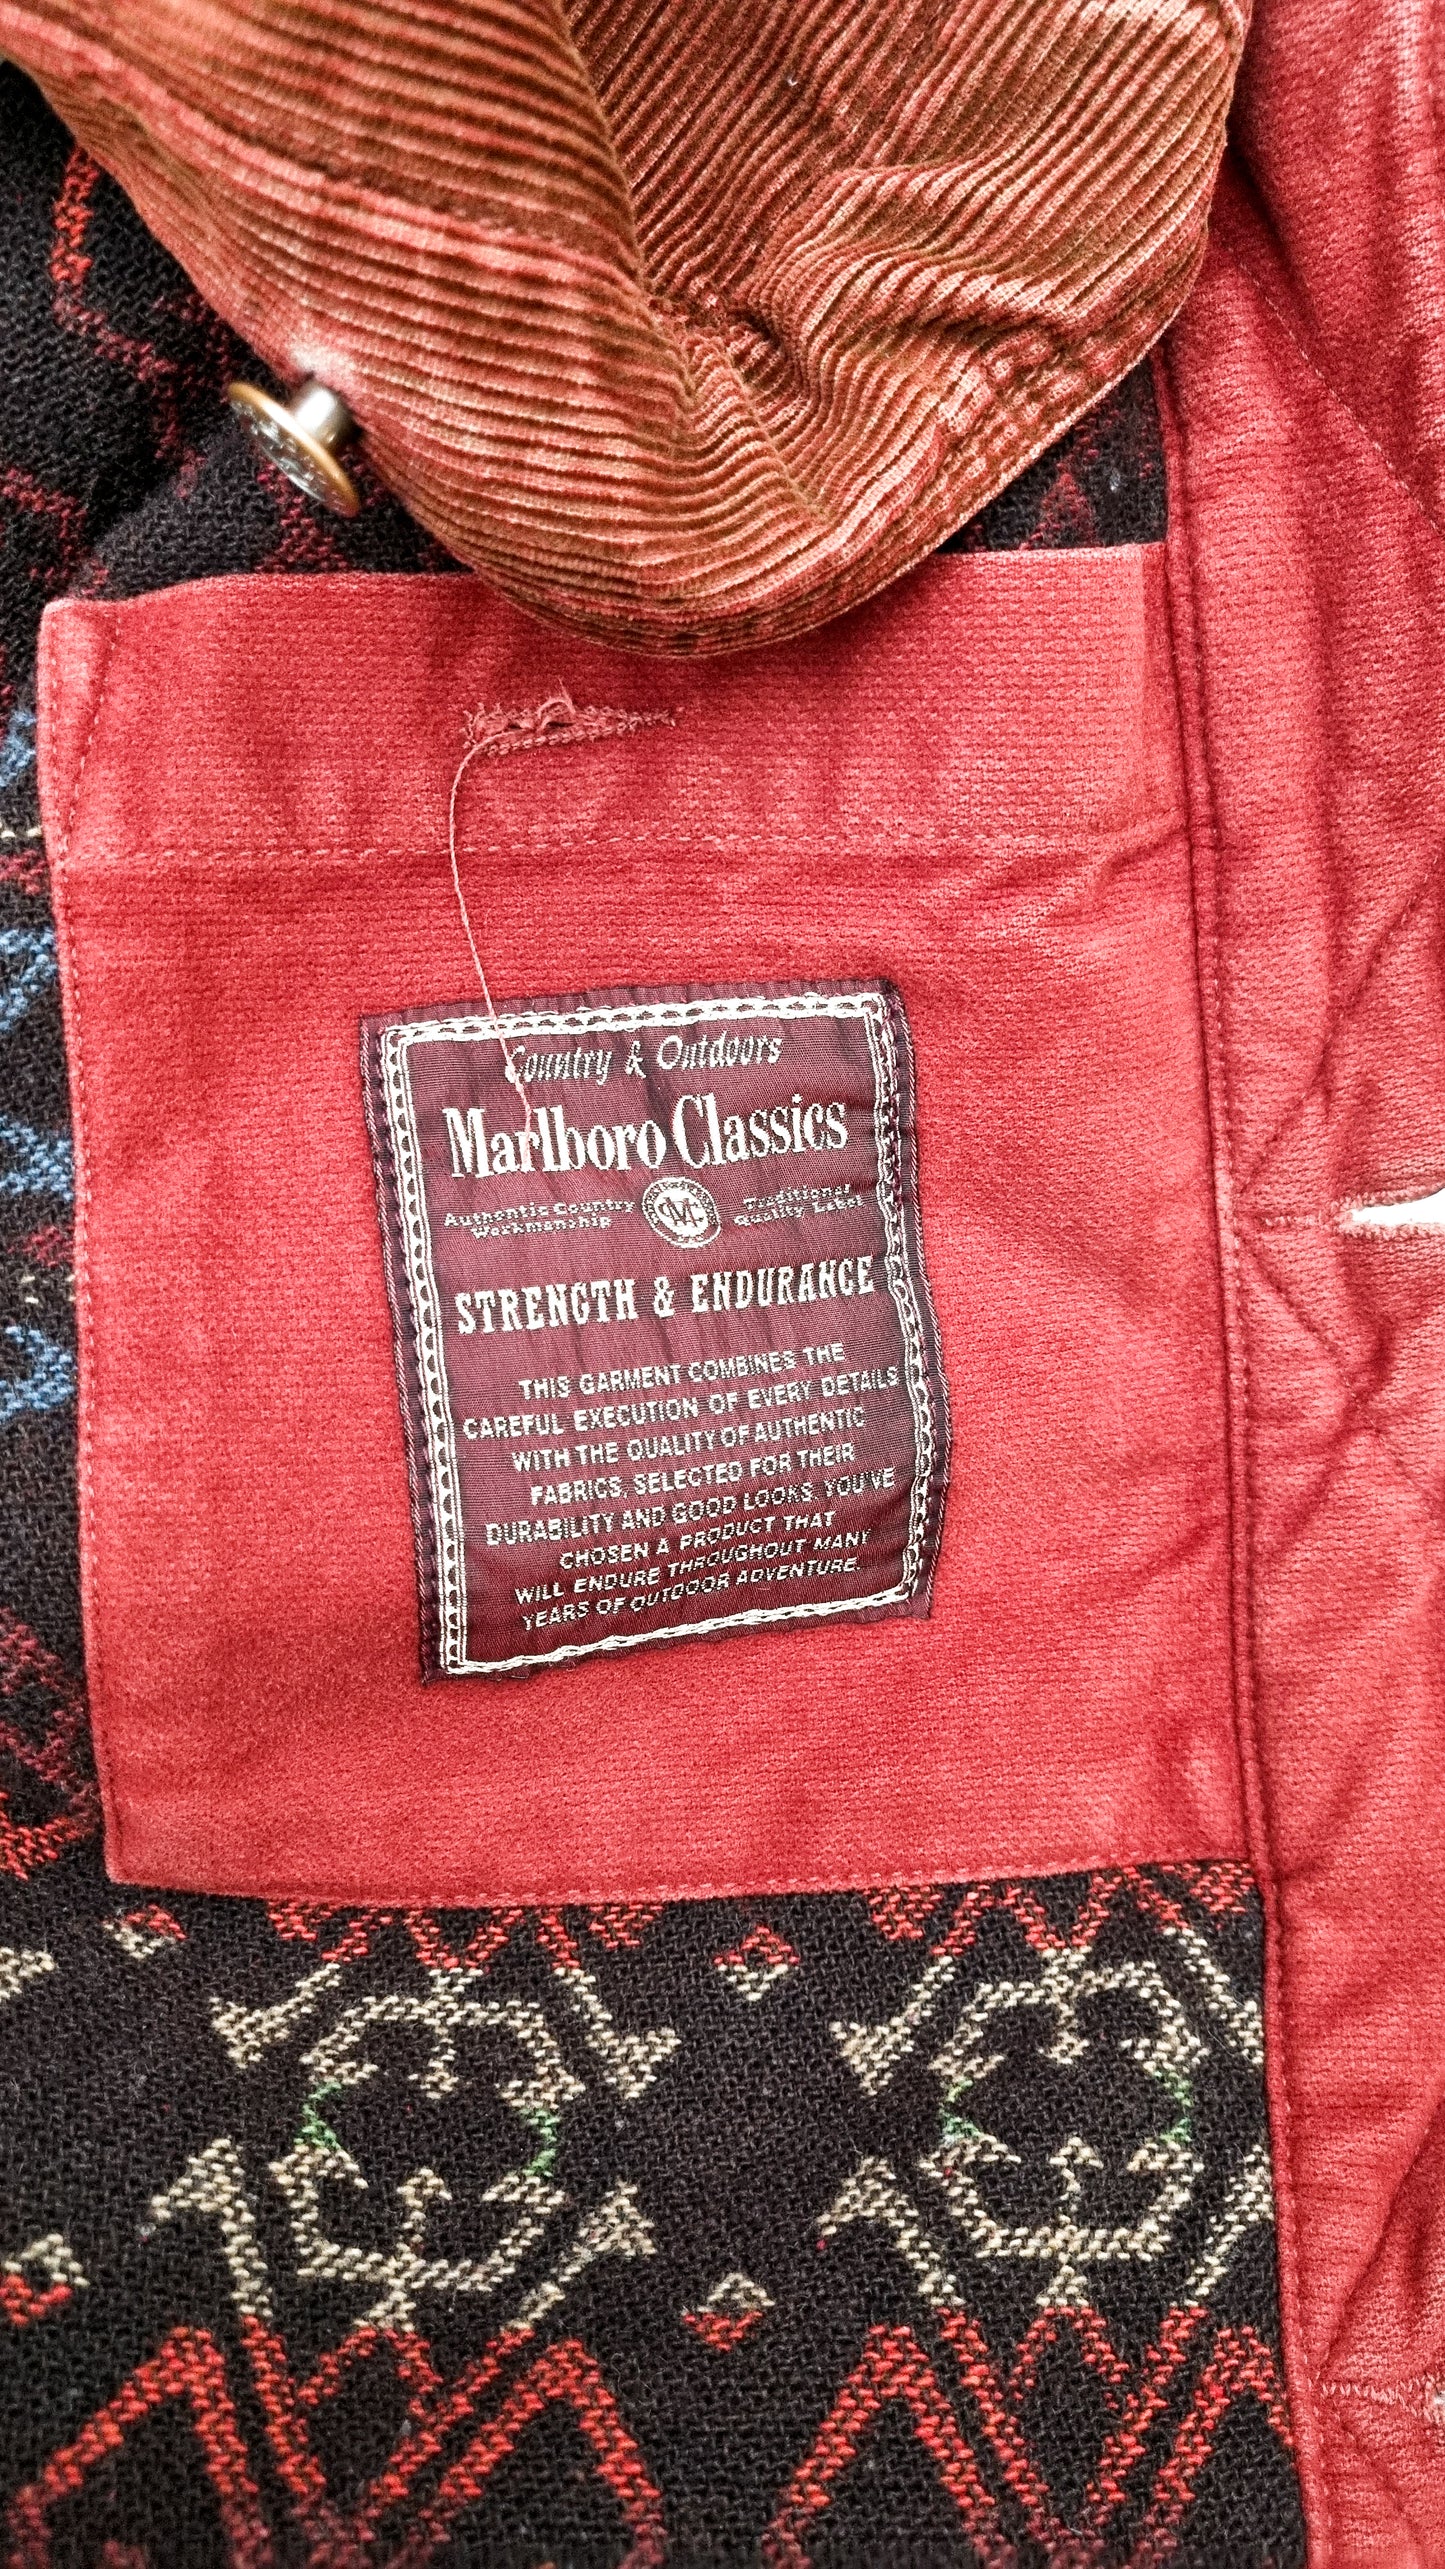 Country & Outdoors
Marlboro Classics
Authentic Country Workmanship
MC
Traditional Quality Label
STRENGTH & ENDURANCE
THIS GARMENT COMBINES THE
CAREFUL EXECUTION OF EVERY DETAILS
WITH THE QUALITY OF AUTHENTIC
FABRICS, SELECTED FOR THEIR
DURABILITY AND GOOD LOOKS. YOU'VE
CHOSEN A PRODUCT THAT
WILL ENDURE THROUGHOUT MANY
YEARS OF OUTDOOR ADVENTURE.